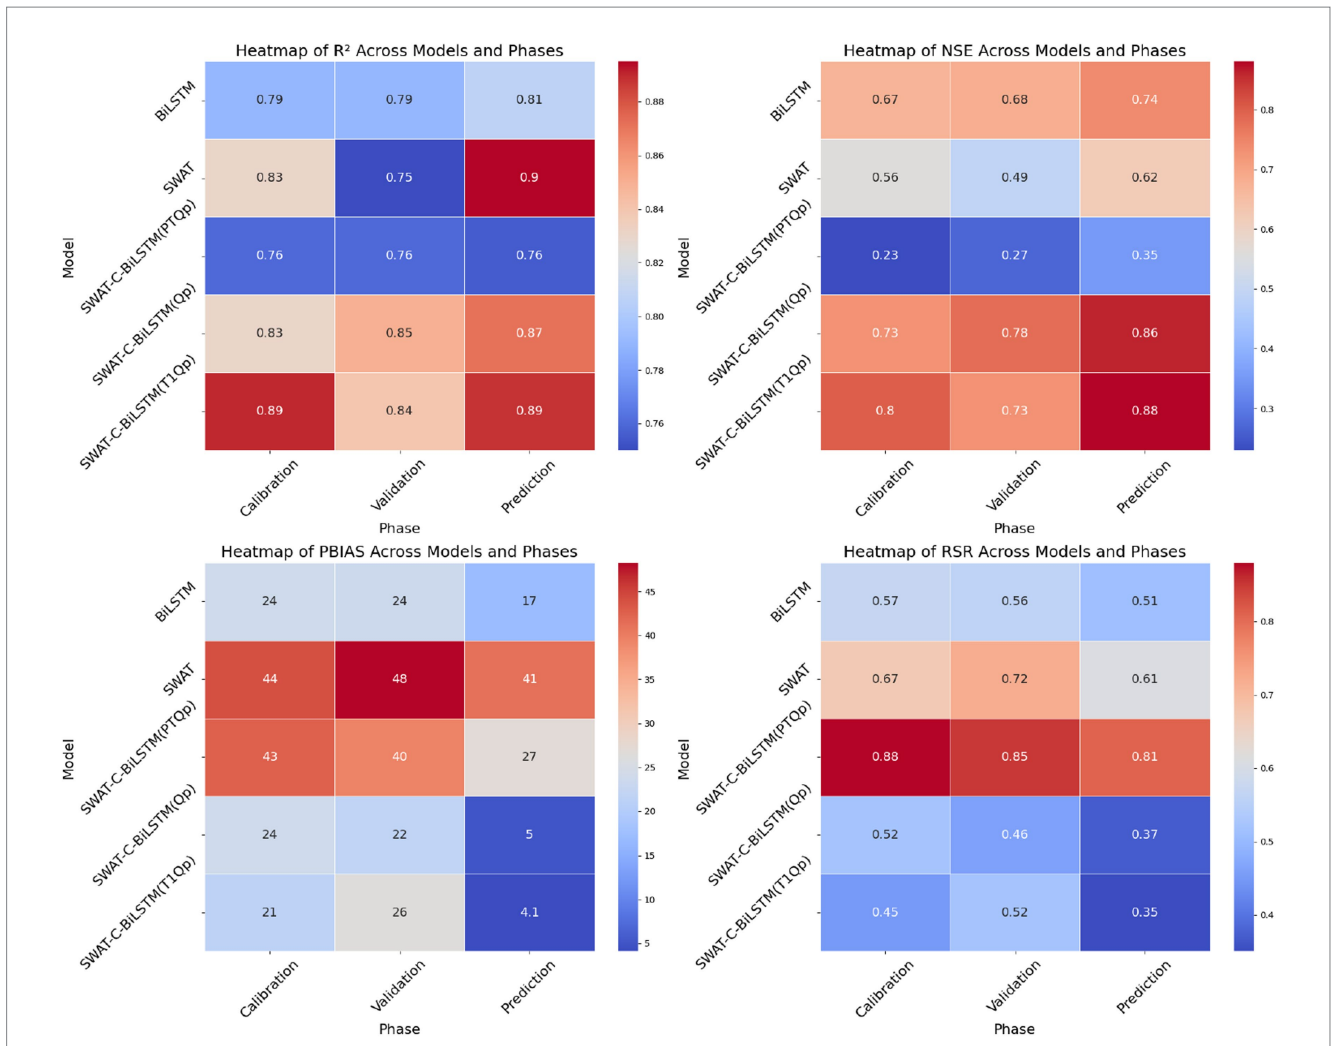 Heatmap of R² Across Models and Phases
Model
BiLSTM 0.79 0.79 0.81
SWAT 0.83 0.75 0.9
SWAT-C-BiLSTM(PTQp) 0.76 0.76 0.76
SWAT-C-BiLSTM(Qp) 0.83 0.85 0.87
SWAT-C-BiLSTM(T1Qp) 0.89 0.84 0.89
Calibration Validation Prediction
Phase
0.88
0.86
0.84
0.82
0.80
0.78
0.76
Heatmap of NSE Across Models and Phases
Model
BiLSTM 0.67 0.68 0.74
SWAT 0.56 0.49 0.62
SWAT-C-BiLSTM(PTQp) 0.23 0.27 0.35
SWAT-C-BiLSTM(Qp) 0.73 0.78 0.86
SWAT-C-BiLSTM(T1Qp) 0.8 0.73 0.88
Calibration Validation Prediction
Phase
0.8
0.7
0.6
0.5
0.4
0.3
Heatmap of PBIAS Across Models and Phases
Model
BiLSTM 24 24 17
SWAT 44 48 41
SWAT-C-BiLSTM(PTQp) 43 40 27
SWAT-C-BiLSTM(Qp) 24 22 5
SWAT-C-BiLSTM(T1Qp) 21 26 4.1
Calibration Validation Prediction
Phase
45
40
35
30
25
20
15
10
5
Heatmap of RSR Across Models and Phases
Model
BiLSTM 0.57 0.56 0.51
SWAT 0.67 0.72 0.61
SWAT-C-BiLSTM(PTQp) 0.88 0.85 0.81
SWAT-C-BiLSTM(Qp) 0.52 0.46 0.37
SWAT-C-BiLSTM(T1Qp) 0.45 0.52 0.35
Calibration Validation Prediction
Phase
0.8
0.7
0.6
0.5
0.4